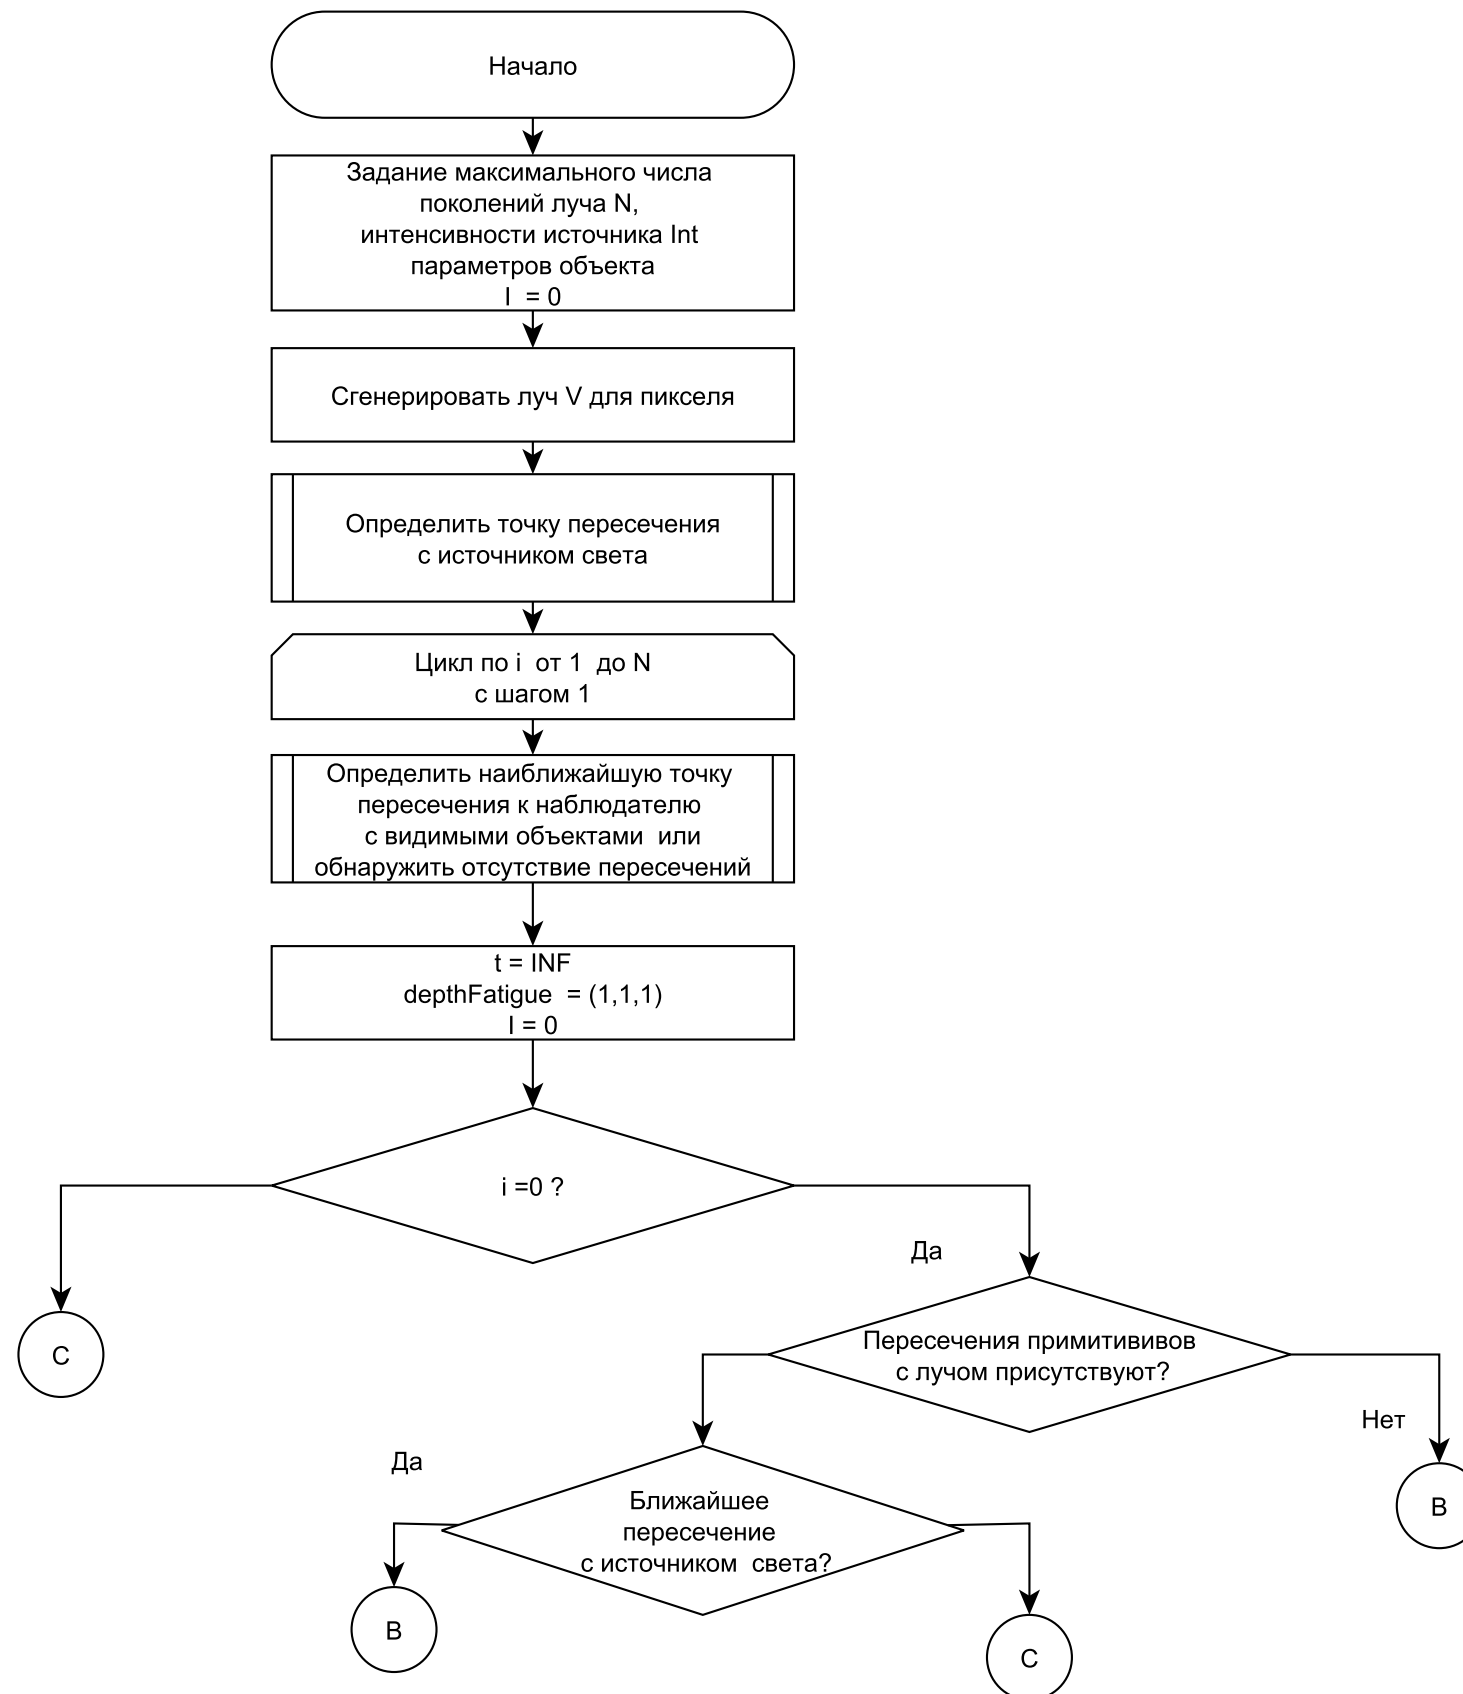 Начало
Задание максимального числа
поколений луча N,
интенсивности источника Int
параметров объекта
I = 0
Сгенерировать луч V для пикселя
Определить точку пересечения
с источником света
Цикл по i от 1 до N
с шагом 1
Определить наиближайшую точку
пересечения к наблюдателю
с видимыми объектами или
обнаружить отсутствие пересечений
t = INF
depthFatigue = (1,1,1)
I = 0
i =0 ?
Да
C
Пересечения примитививов
с лучом присутствуют?
Нет
Да
B
Ближайшее
пересечение
с источником света?
B
C